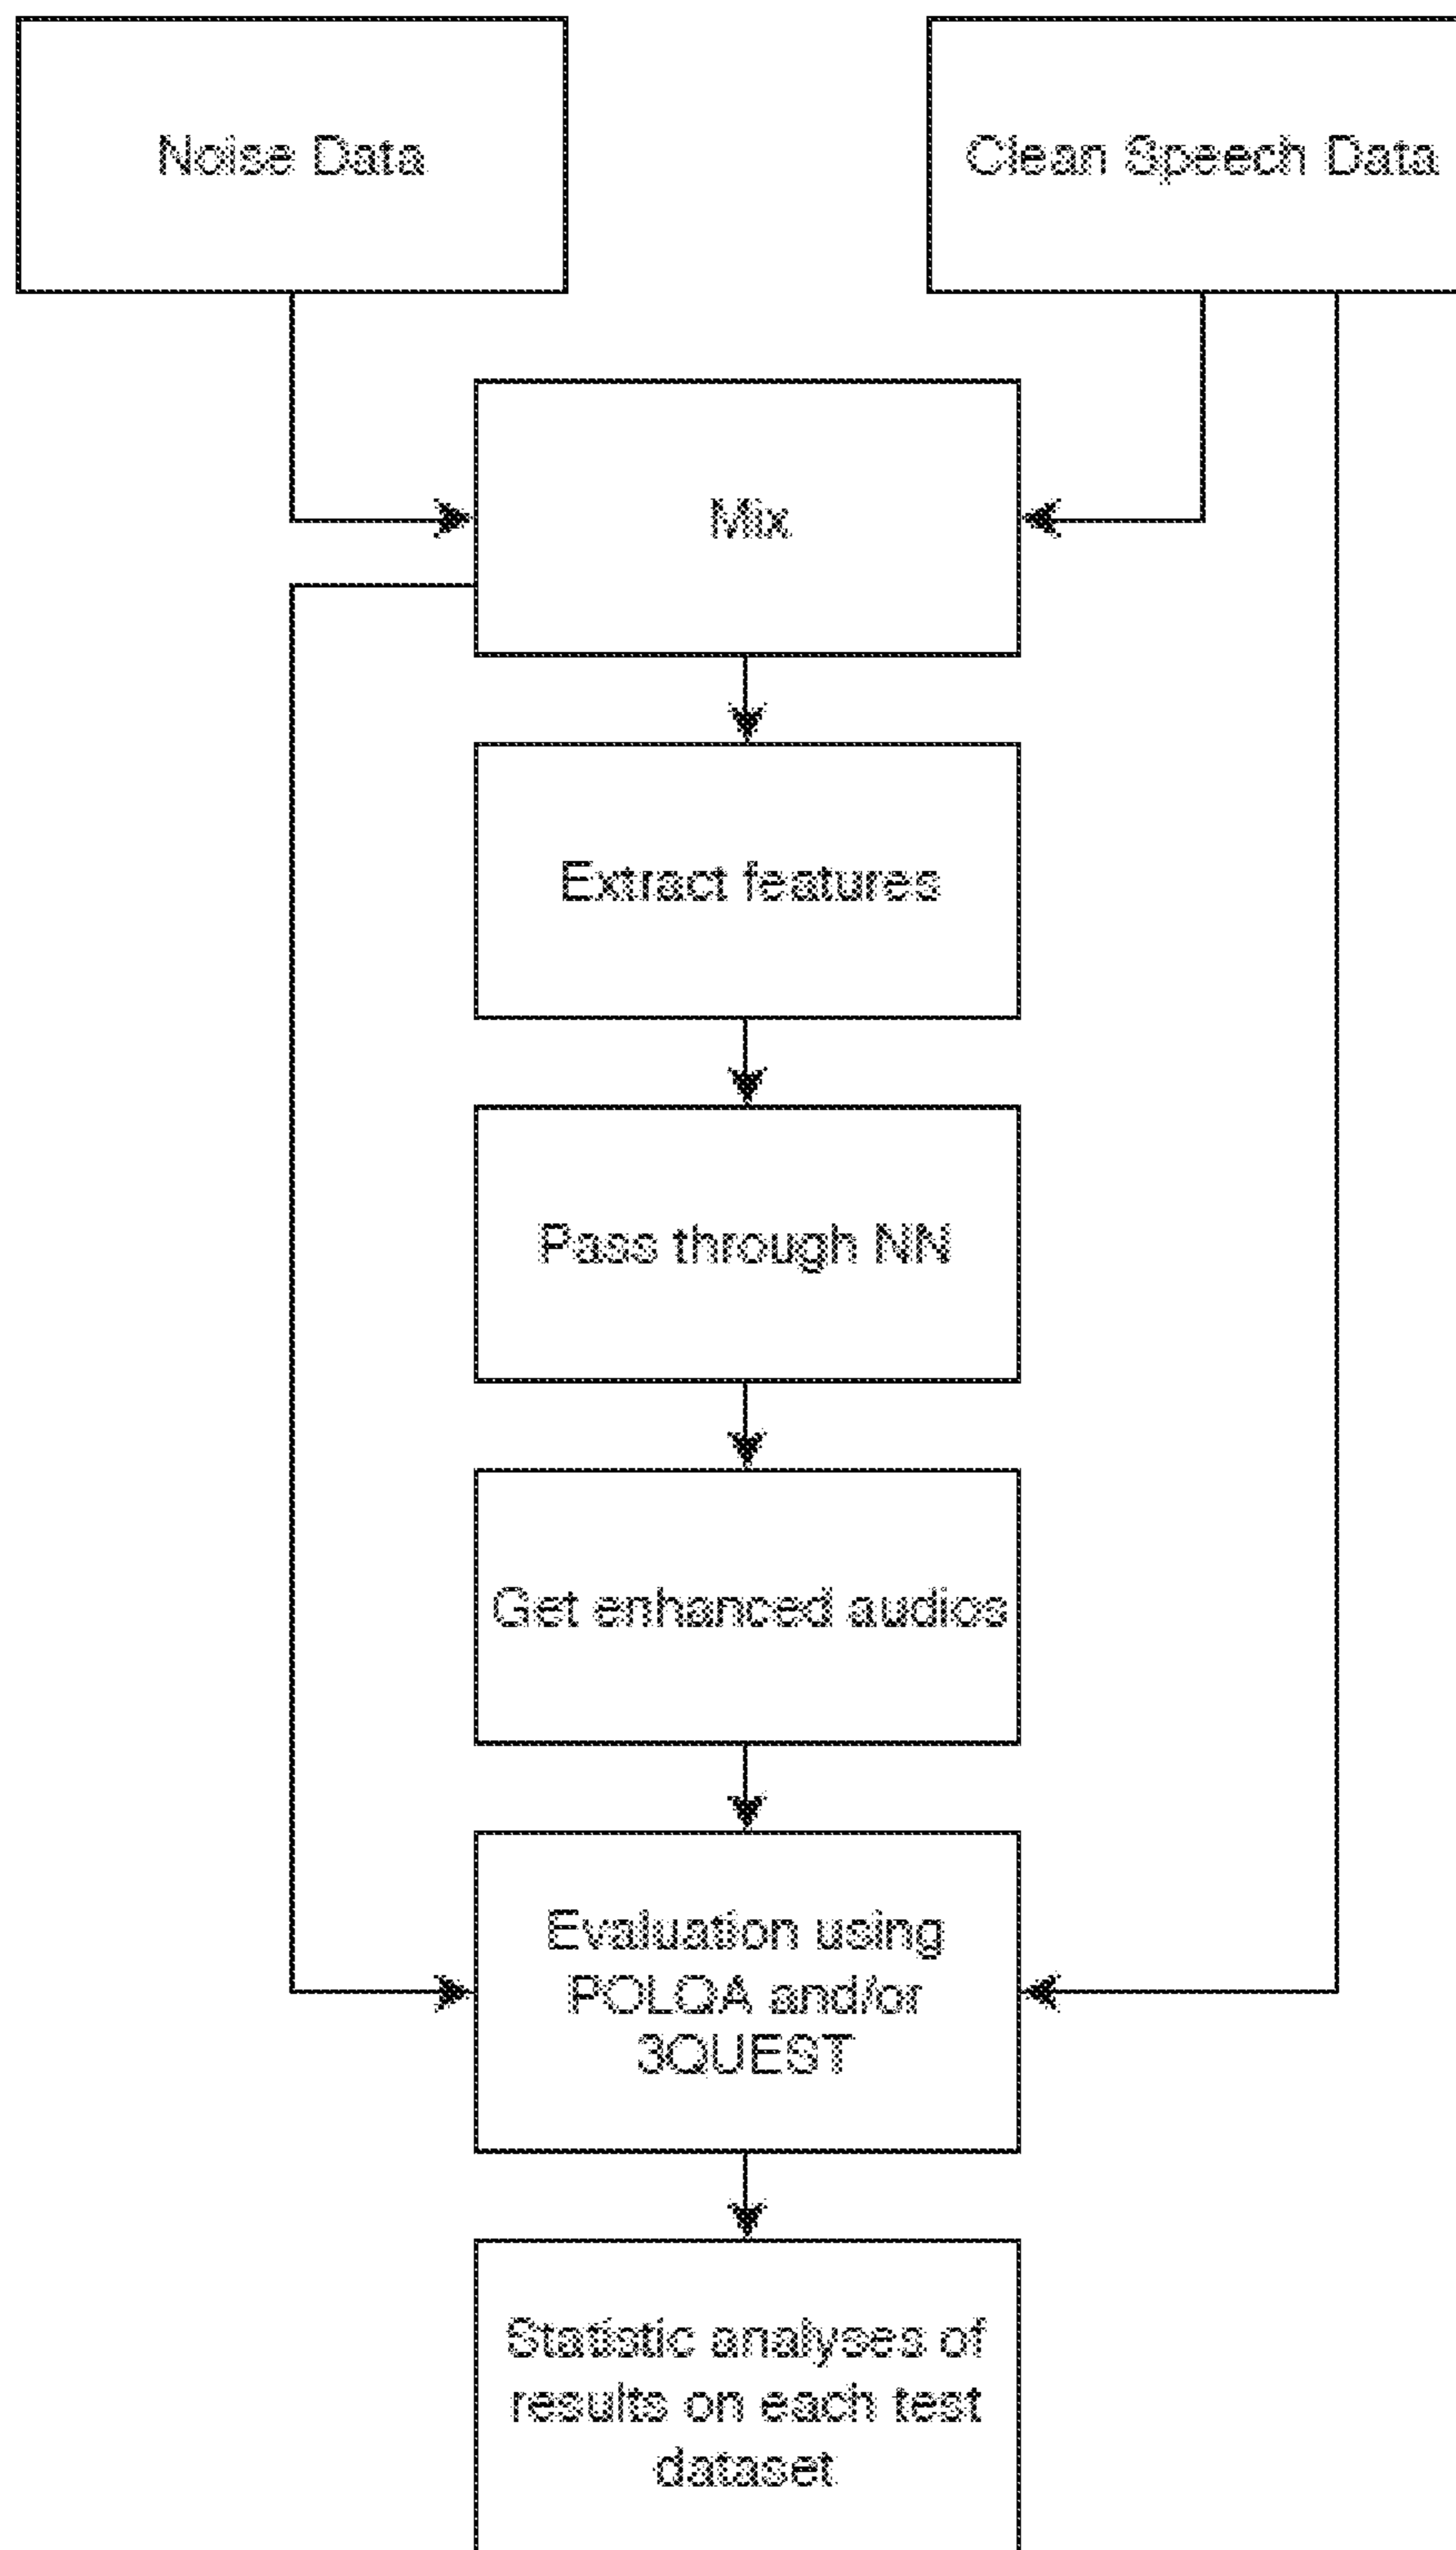 Noise Data
Clean Speech Data
Mix
Extract features
Pass through NN
Get enhanced audios
Evaluation using
POLQA and/or
3QUEST
Statistic analyses of
results on each test
dataset